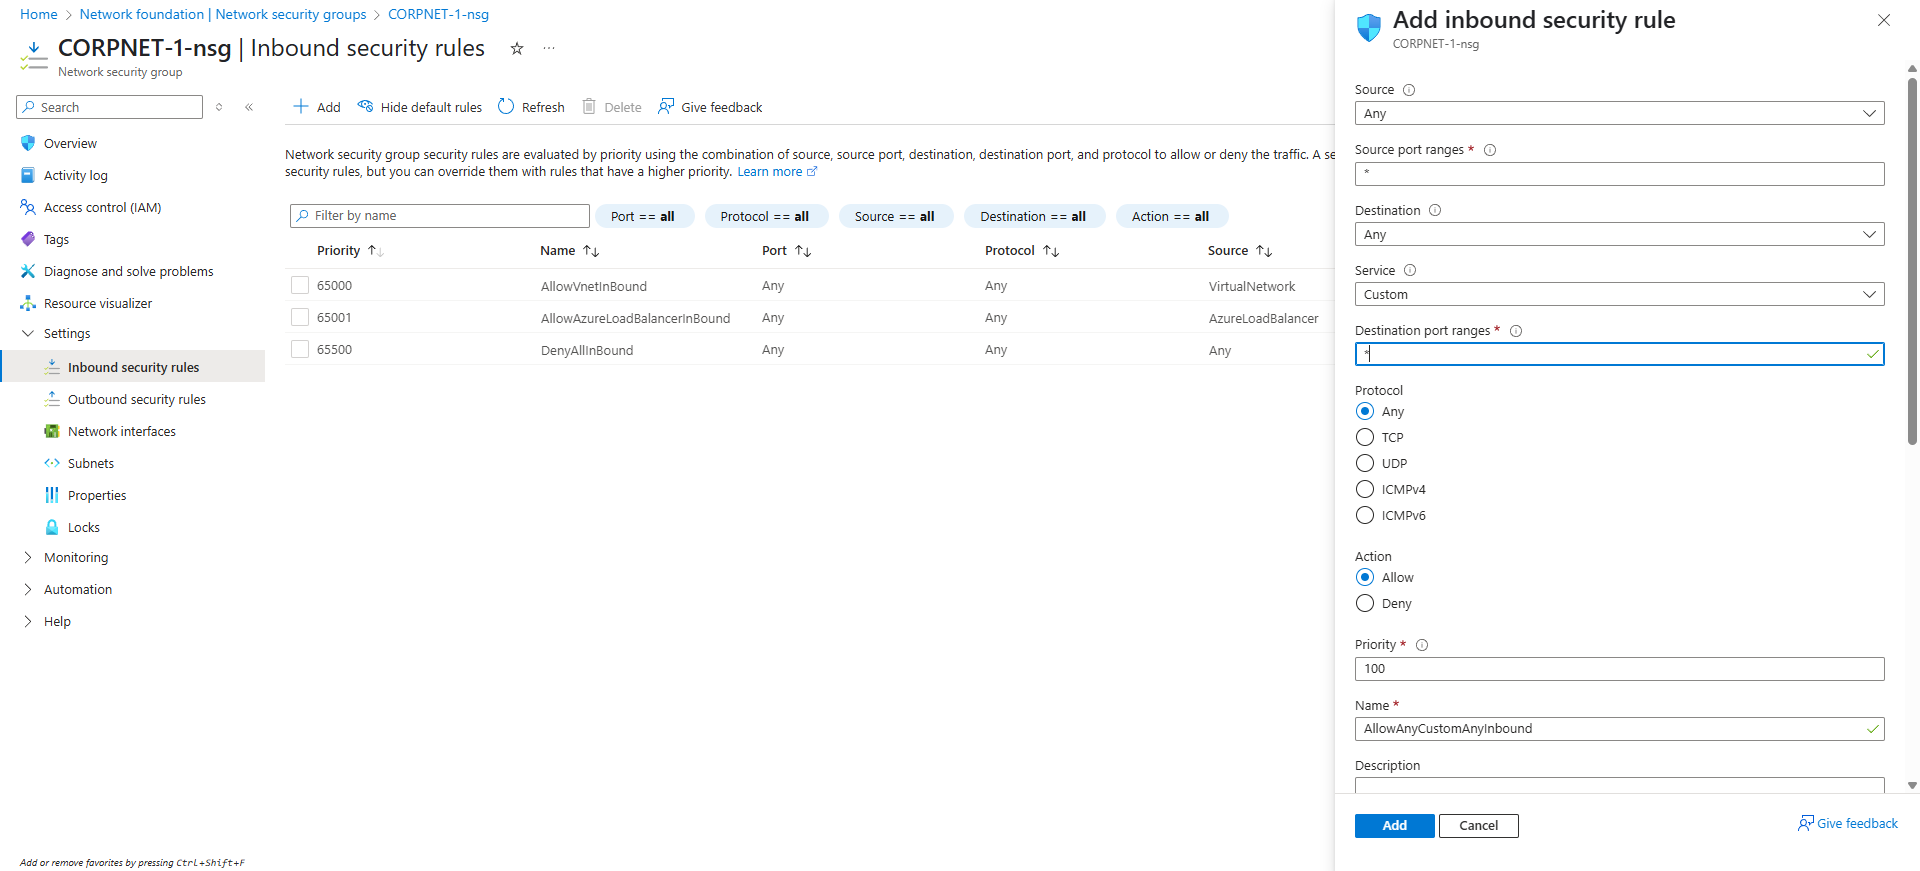 Home > Network foundation | Network security groups > CORPNET-1-nsg
CORPNET-1-nsg | Inbound security rules
Network security group
Search
Overview
Activity log
Access control (IAM)
Tags
Diagnose and solve problems
Resource visualizer
Settings
Inbound security rules
Outbound security rules
Network interfaces
Subnets
Properties
Locks
Monitoring
Automation
Help
Add or remove favorites by pressing Ctrl+Shift+F
Add Hide default rules Refresh Delete Give feedback
Network security group security rules are evaluated by priority using the combination of source, source port, destination, destination port, and protocol to allow or deny the traffic. A se
security rules, but you can override them with rules that have a higher priority. Learn more
Filter by name Port == all Protocol == all Source == all Destination == all Action == all
Priority Name Port Protocol Source
65000 AllowVnetInBound Any Any VirtualNetwork
65001 AllowAzureLoadBalancerInBound Any Any AzureLoadBalancer
65500 DenyAllInBound Any Any Any
Add inbound security rule
CORPNET-1-nsg
Source
Any
Source port ranges *
*
Destination
Any
Service
Custom
Destination port ranges *
*
Protocol
Any
TCP
UDP
ICMPv4
ICMPv6
Action
Allow
Deny
Priority *
100
Name *
AllowAnyCustomAnyInbound
Description
Add Cancel Give feedback